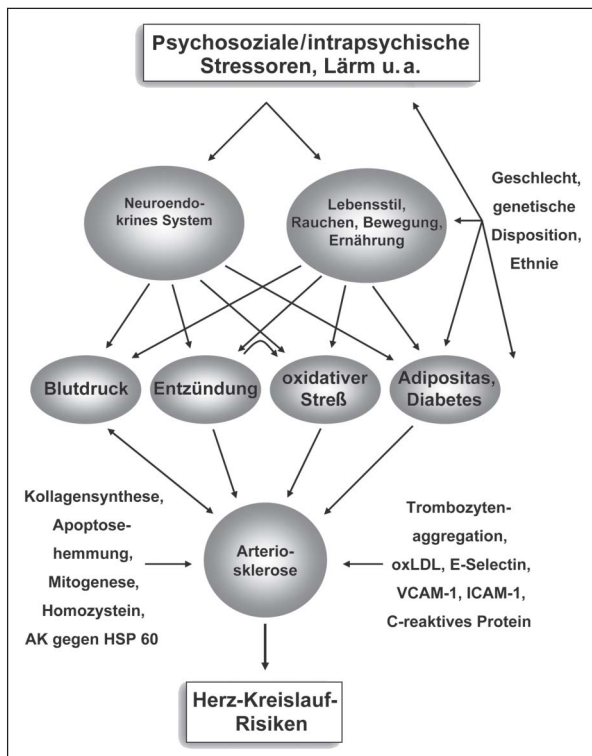 Psychosoziale/intrapsychische
Stressoren, Lärm u. a.
Neuroendo-
krines System
Lebensstil,
Rauchen, Bewegung,
Ernährung
Geschlecht,
genetische
Disposition,
Ethnie
Blutdruck
Entzündung
oxidativer
Streß
Adipositas,
Diabetes
Kollagensynthese,
Apoptose-
hemmung,
Mitogenese,
Homozystein,
AK gegen HSP 60
Arterio-
sklerose
Trombozyten-
aggregation,
oxLDL, E-Selectin,
VCAM-1, ICAM-1,
C-reaktives Protein
Herz-Kreislauf-
Risiken